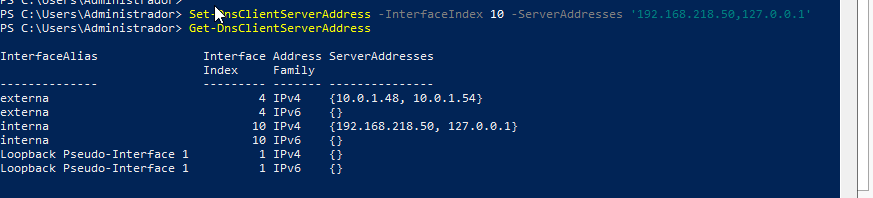 PS C:\Users\Administrador>
PS C:\Users\Administrador> Set-DnsClientServerAddress -InterfaceIndex 10 -ServerAddresses '192.168.218.50,127.0.0.1'
PS C:\Users\Administrador> Get-DnsClientServerAddress
InterfaceAlias Interface Address ServerAddresses
Index Family
-------------- --------- ------- ---------------
externa 4 IPv4 {10.0.1.48, 10.0.1.54}
externa 4 IPv6 {}
interna 10 IPv4 {192.168.218.50, 127.0.0.1}
interna 10 IPv6 {}
Loopback Pseudo-Interface 1 1 IPv4 {}
Loopback Pseudo-Interface 1 1 IPv6 {}